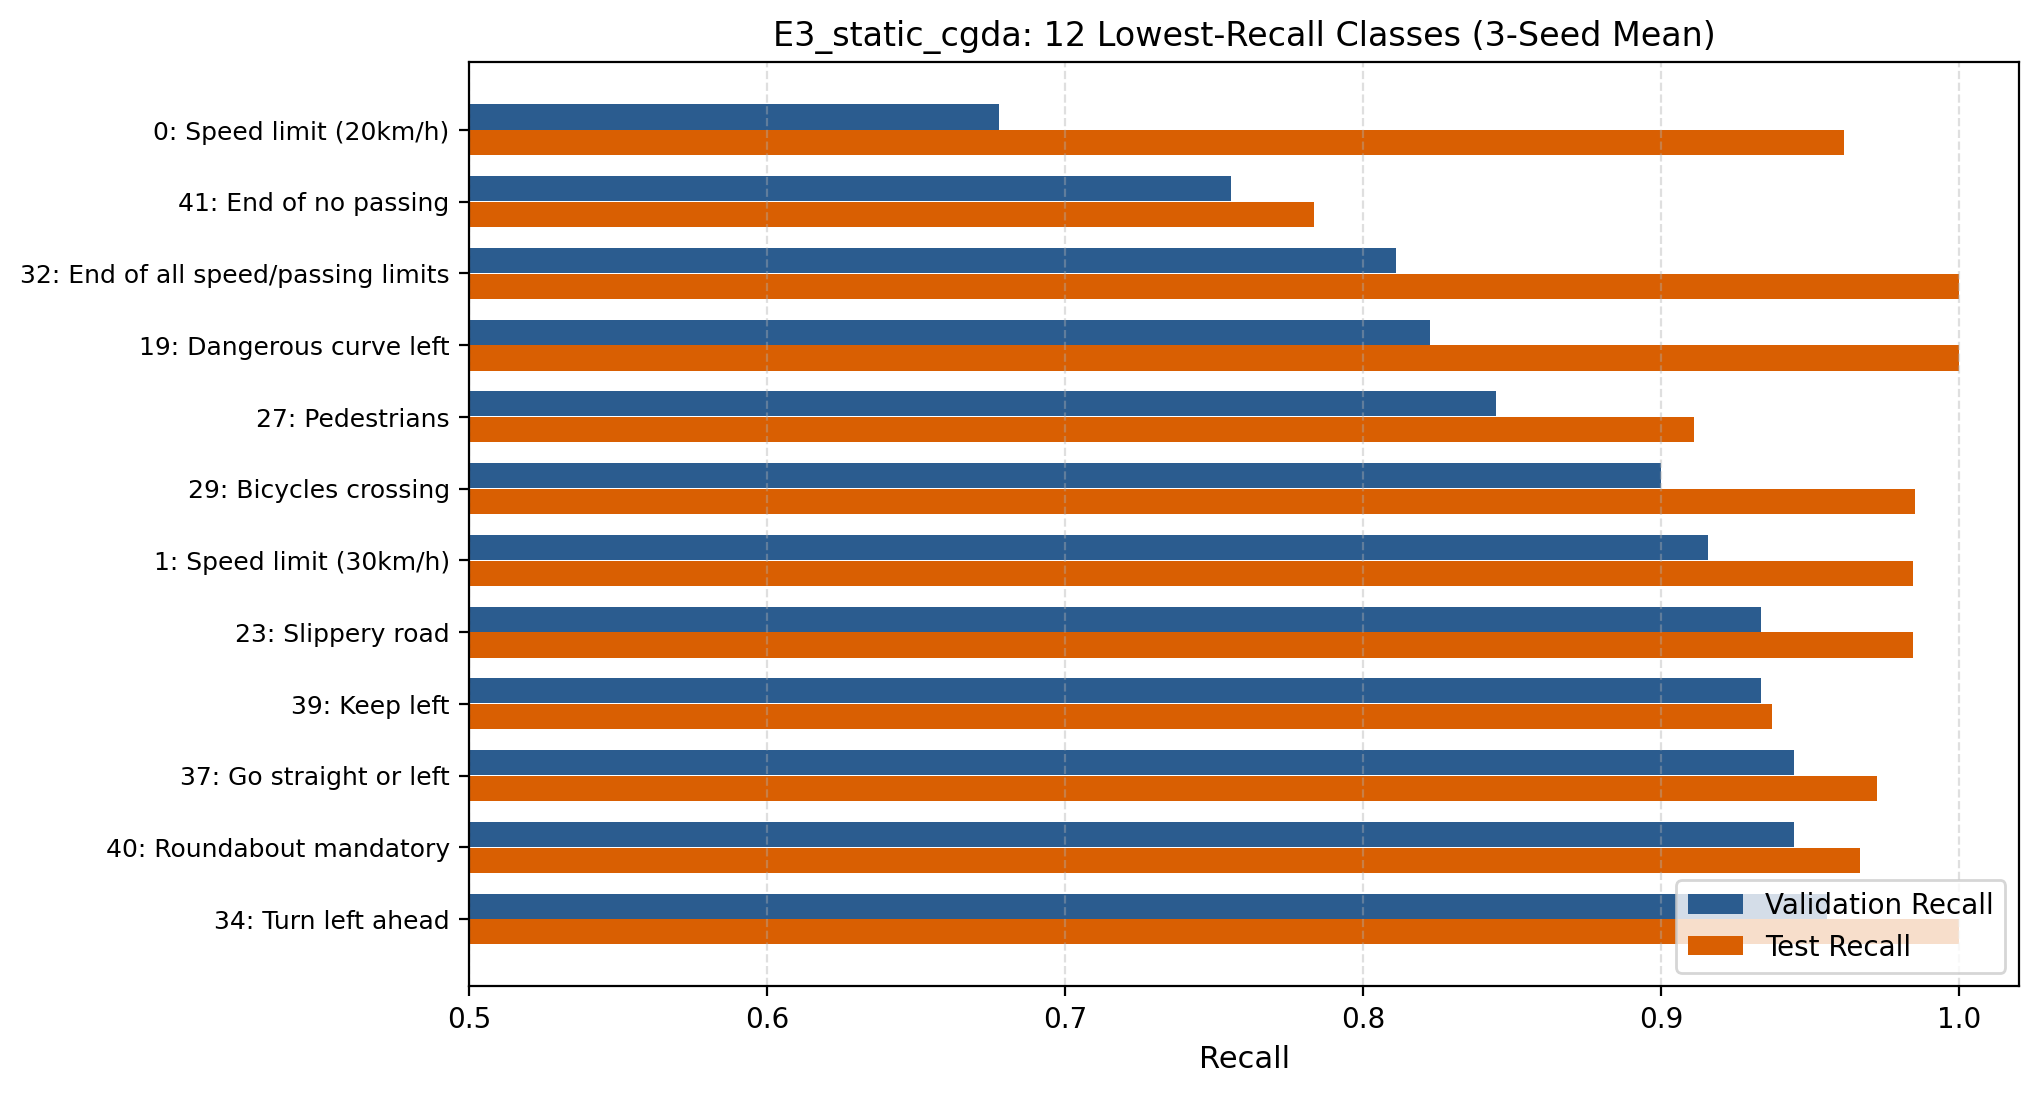 E3_static_cgda: 12 Lowest-Recall Classes (3-Seed Mean)
0: Speed limit (20km/h)
41: End of no passing
32: End of all speed/passing limits
19: Dangerous curve left
27: Pedestrians
29: Bicycles crossing
1: Speed limit (30km/h)
23: Slippery road
39: Keep left
37: Go straight or left
40: Roundabout mandatory
34: Turn left ahead
Validation Recall
Test Recall
0.5 0.6 0.7 0.8 0.9 1.0
Recall